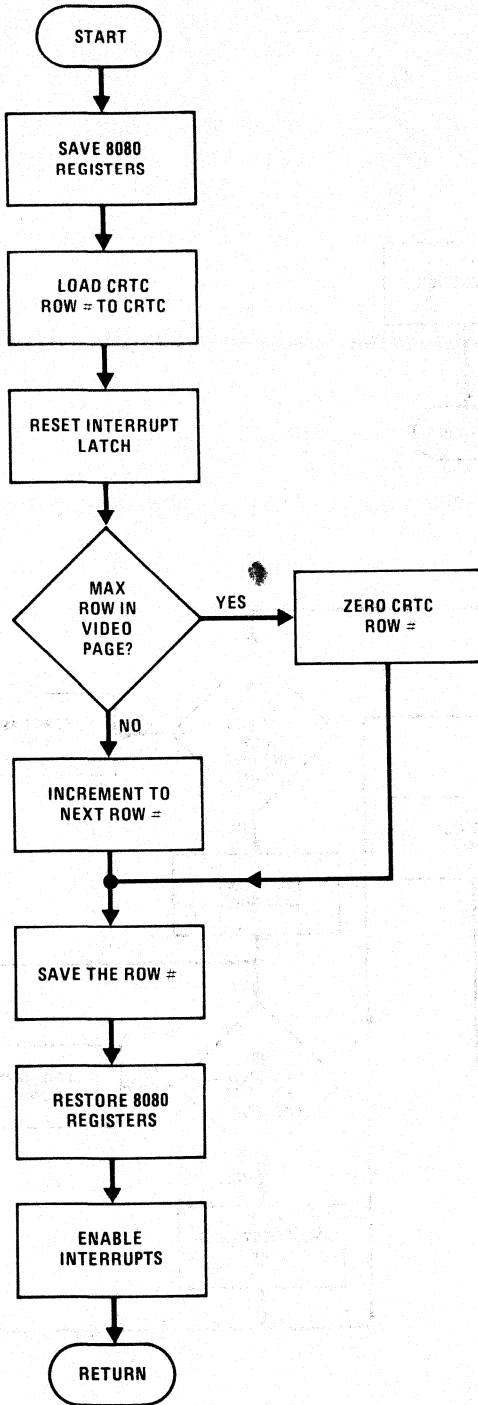 START
SAVE 8080
REGISTERS
LOAD CRTC
ROW # TO CRTC
RESET INTERRUPT
LATCH
MAX
ROW IN
VIDEO
PAGE?
YES
ZERO CRTC
ROW #
NO
INCREMENT TO
NEXT ROW #
SAVE THE ROW #
RESTORE 8080
REGISTERS
ENABLE
INTERRUPTS
RETURN